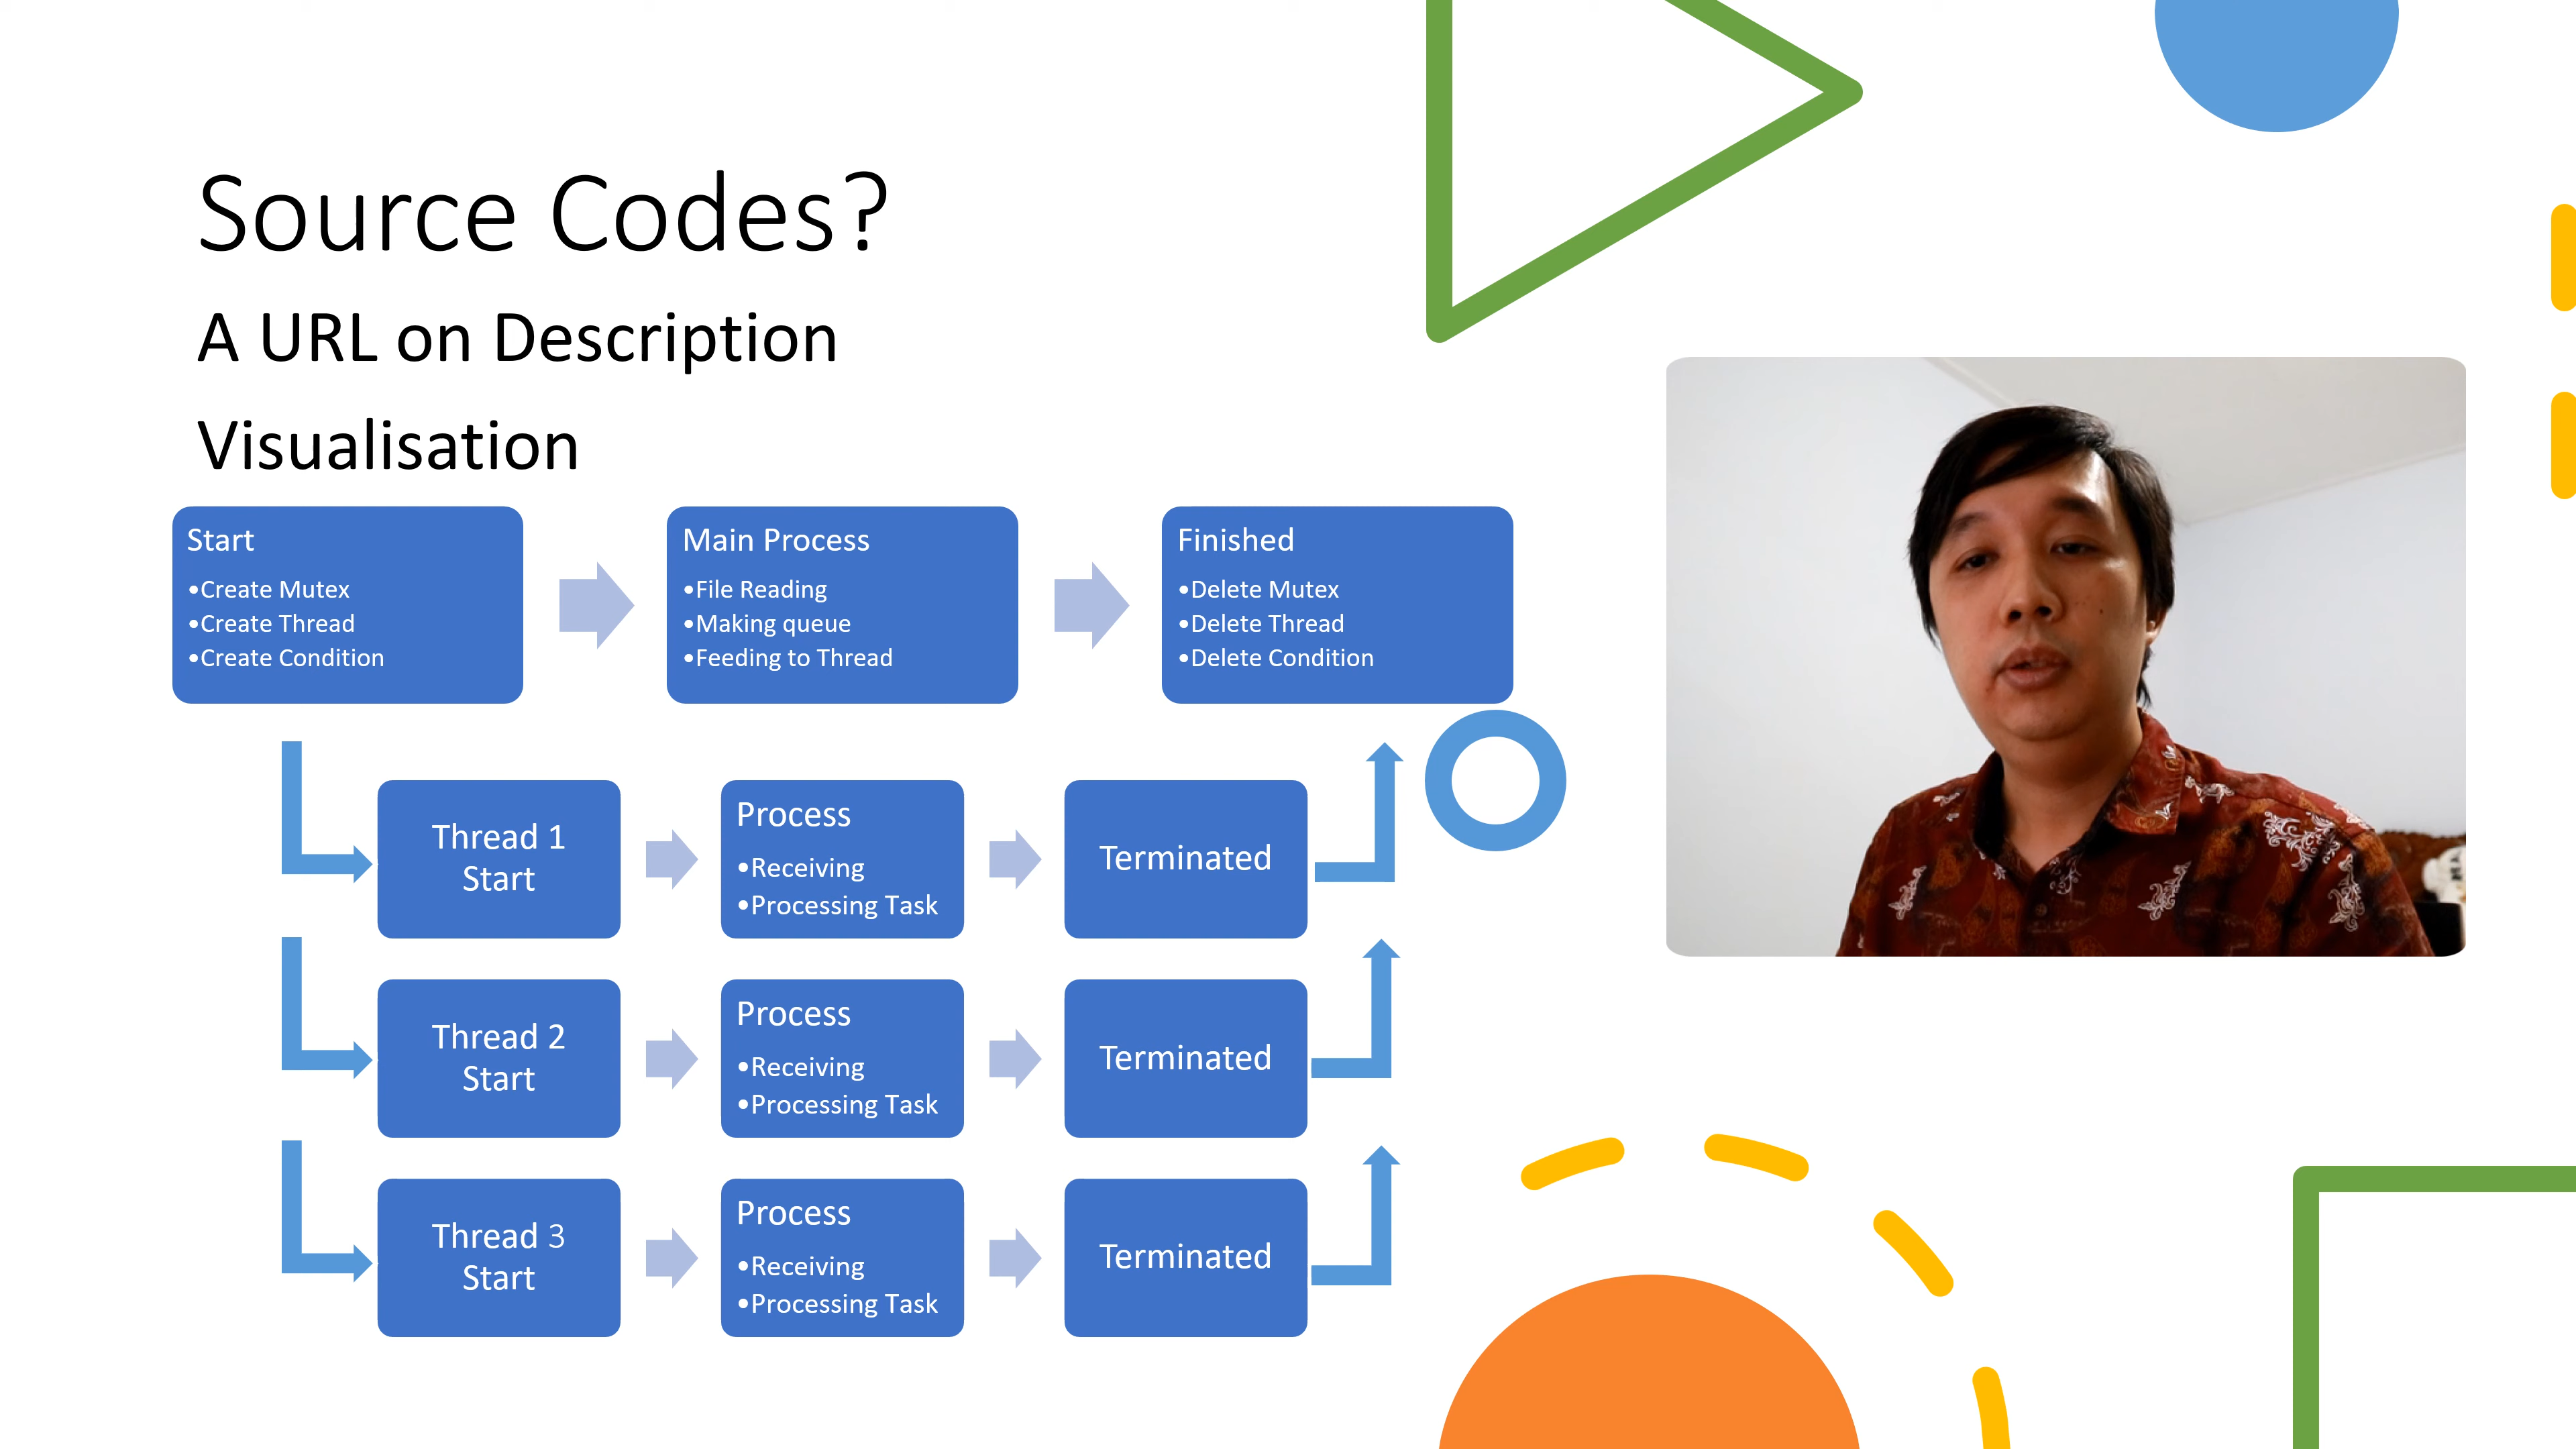 Source Codes?
A URL on Description
Visualisation
Start
•Create Mutex
•Create Thread
•Create Condition
Main Process
•File Reading
•Making queue
•Feeding to Thread
Finished
•Delete Mutex
•Delete Thread
•Delete Condition
Thread 1
Start
Process
•Receiving
•Processing Task
Terminated
Thread 2
Start
Process
•Receiving
•Processing Task
Terminated
Thread 3
Start
Process
•Receiving
•Processing Task
Terminated